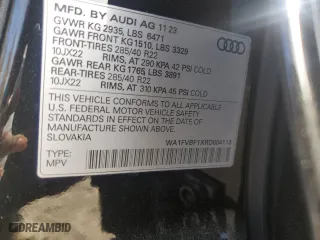 MFD. BY AUDI AG 11 23
GVWR KG 2935, LBS 6471
GAWR FRONT KG1510, LBS 3329
FRONT-TIRES 285/40 R22
10JX22 RIMS, AT 290 KPA 42 PSI COLD
GAWR REAR KG 1765 LBS 3891
REAR-TIRES 285/40 R22
10JX22 RIMS, AT 310 KPA 45 PSI COLD
THIS VEHICLE CONFORMS TO ALL APPLICABLE
U.S. FEDERAL MOTOR VEHICLE SAFETY
STANDARDS IN EFFECT ON THE DATE OF
MANUFACTURE SHOWN ABOVE.
SLOVAKIA
TYPE:
MPV
DREAMBID.COM